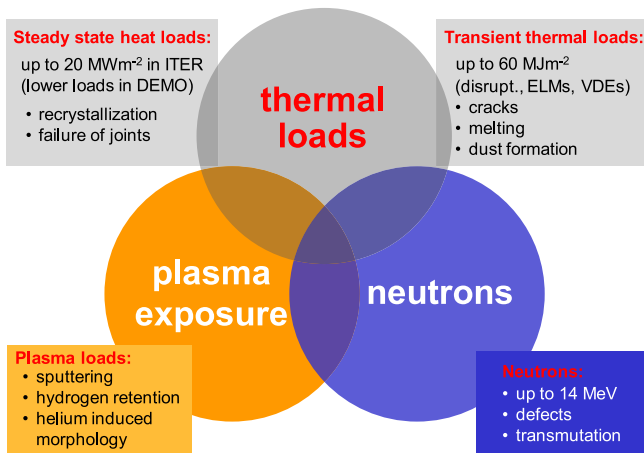 Steady state heat loads:
up to 20 MWm⁻² in ITER
(lower loads in DEMO)
• recrystallization
• failure of joints
Transient thermal loads:
up to 60 MJm⁻²
(disrupt., ELMs, VDEs)
• cracks
• melting
• dust formation
thermal
loads
plasma
exposure
neutrons
Plasma loads:
• sputtering
• hydrogen retention
• helium induced
morphology
Neutrons:
• up to 14 MeV
• defects
• transmutation